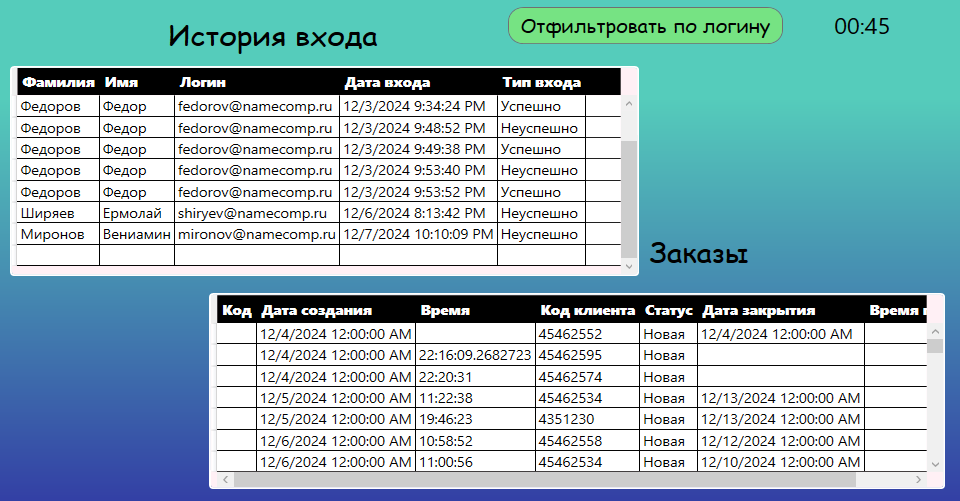 История входа
Отфильтровать по логину
00:45
Фамилия Имя Логин Дата входа Тип входа
Федоров Федор fedorov@namecomp.ru 12/3/2024 9:34:24 PM Успешно
Федоров Федор fedorov@namecomp.ru 12/3/2024 9:48:52 PM Неуспешно
Федоров Федор fedorov@namecomp.ru 12/3/2024 9:49:38 PM Успешно
Федоров Федор fedorov@namecomp.ru 12/3/2024 9:53:40 PM Неуспешно
Федоров Федор fedorov@namecomp.ru 12/3/2024 9:53:52 PM Успешно
Ширяев Ермолай shiryev@namecomp.ru 12/6/2024 8:13:42 PM Неуспешно
Миронов Вениамин mironov@namecomp.ru 12/7/2024 10:10:09 PM Неуспешно
Заказы
Код Дата создания Время Код клиента Статус Дата закрытия Время
12/4/2024 12:00:00 AM 45462552 Новая 12/4/2024 12:00:00 AM
12/4/2024 12:00:00 AM 22:16:09.2682723 45462595 Новая
12/4/2024 12:00:00 AM 22:20:31 45462574 Новая
12/5/2024 12:00:00 AM 11:22:38 45462534 Новая 12/13/2024 12:00:00 AM
12/5/2024 12:00:00 AM 19:46:23 4351230 Новая 12/13/2024 12:00:00 AM
12/6/2024 12:00:00 AM 10:58:52 45462558 Новая 12/12/2024 12:00:00 AM
12/6/2024 12:00:00 AM 11:00:56 45462534 Новая 12/10/2024 12:00:00 AM